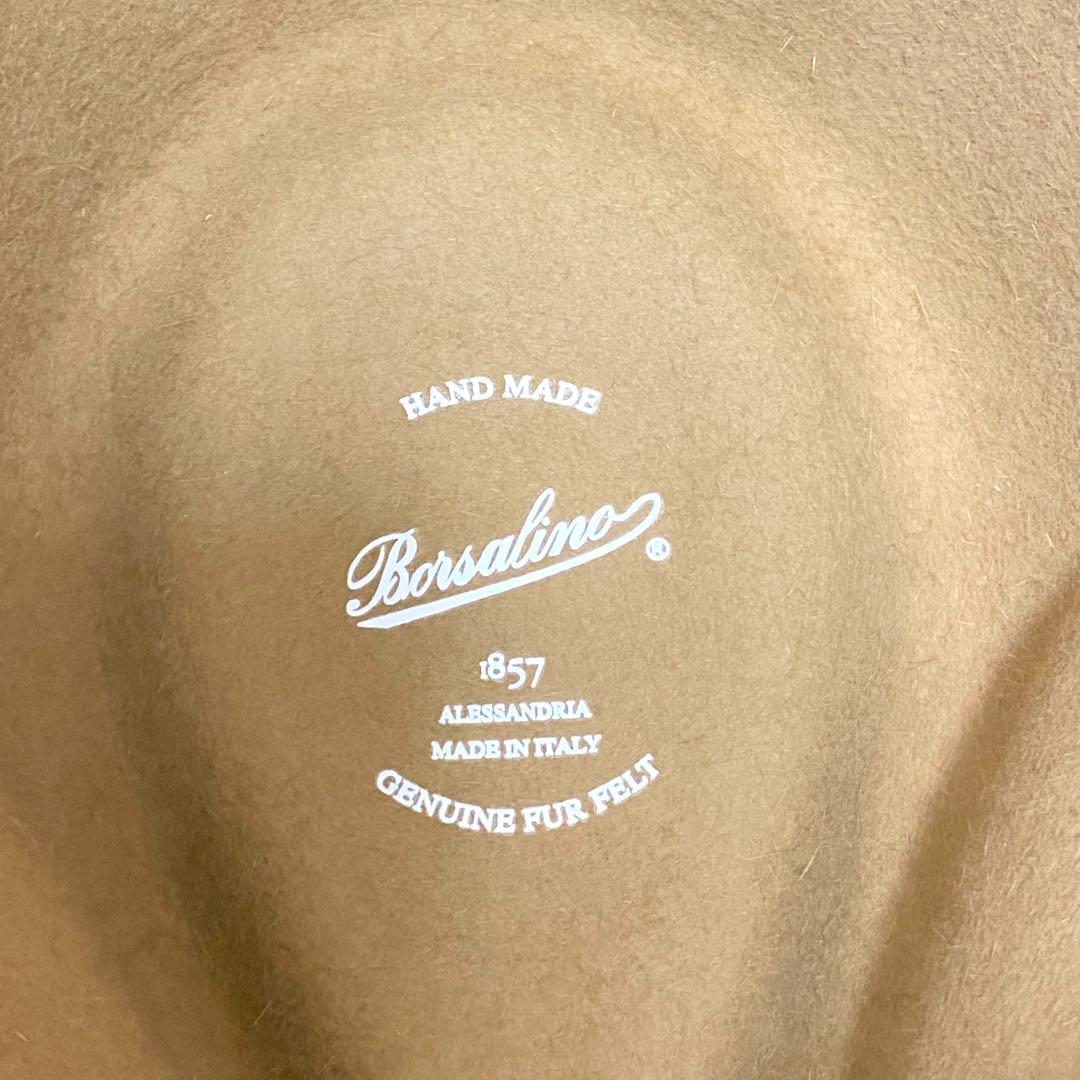 HAND MADE
Borsalino®
1857
ALESSANDRIA
MADE IN ITALY
GENUINE FUR FELT